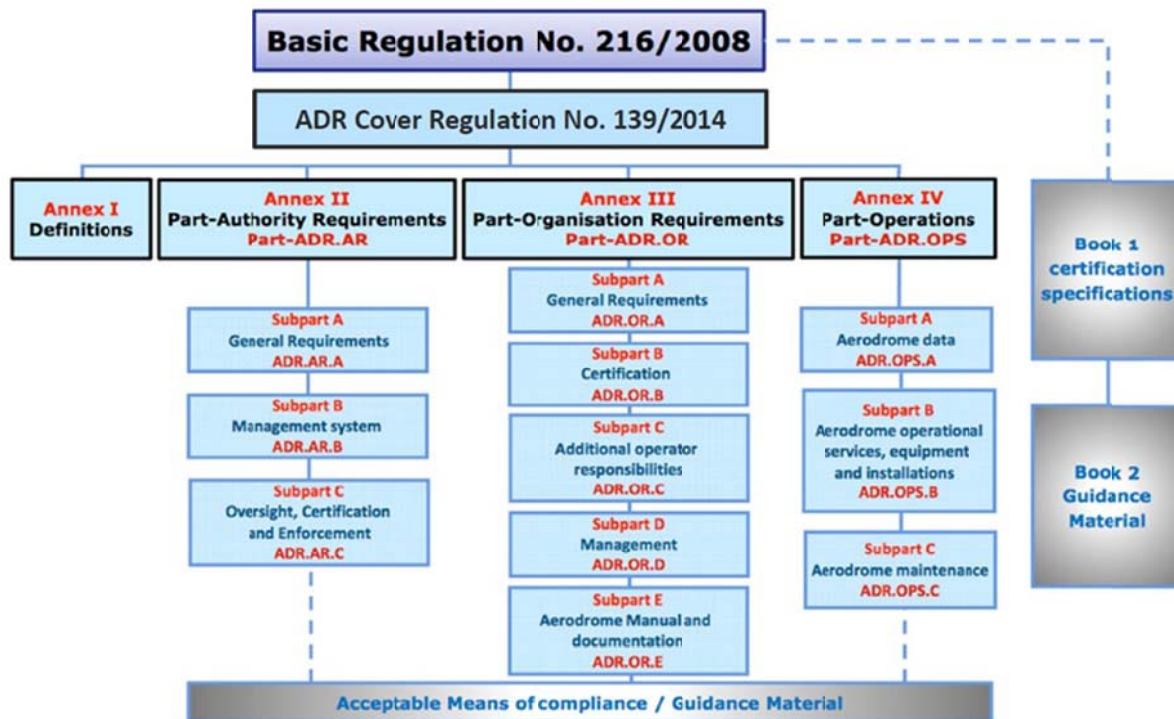 Basic Regulation No. 216/2008
ADR Cover Regulation No. 139/2014
Annex I
Definitions
Annex II
Part-Authority Requirements
Part-ADR.AR
Annex III
Part-Organisation Requirements
Part-ADR.OR
Annex IV
Part-Operations
Part-ADR.OPS
Subpart A
General Requirements
ADR.AR.A
Subpart B
Management system
ADR.AR.B
Subpart C
Oversight, Certification
and Enforcement
ADR.AR.C
Subpart A
General Requirements
ADR.OR.A
Subpart B
Certification
ADR.OR.B
Subpart C
Additional operator
responsibilities
ADR.OR.C
Subpart D
Management
ADR.OR.D
Subpart E
Aerodrome Manual and
documentation
ADR.OR.E
Subpart A
Aerodrome data
ADR.OPS.A
Subpart B
Aerodrome operational
services, equipment
and installations
ADR.OPS.B
Subpart C
Aerodrome maintenance
ADR.OPS.C
Book 1
certification
specifications
Book 2
Guidance
Material
Acceptable Means of compliance / Guidance Material